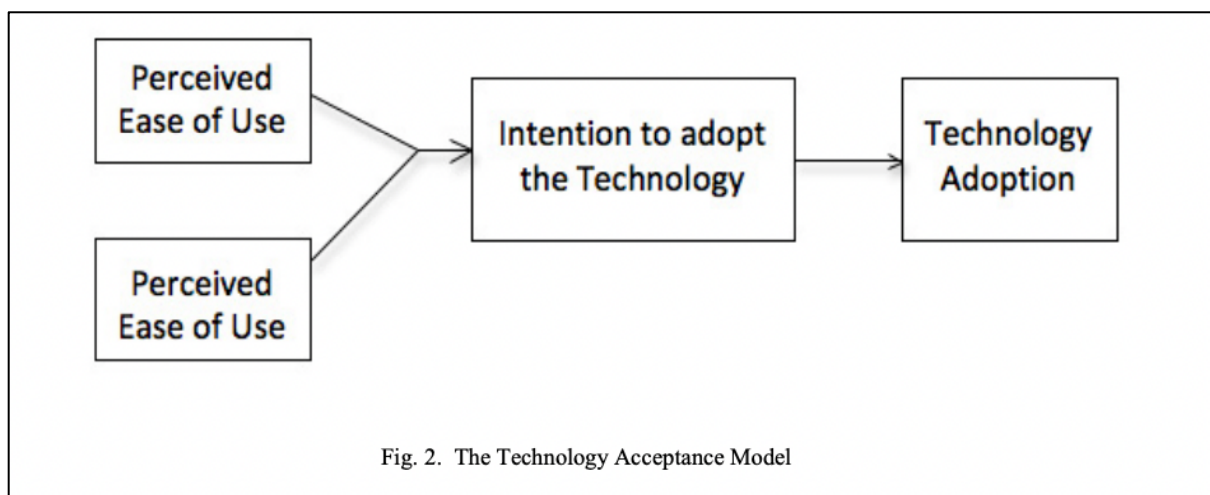 Perceived
Ease of Use
Perceived
Ease of Use
Intention to adopt
the Technology
Technology
Adoption
Fig. 2. The Technology Acceptance Model